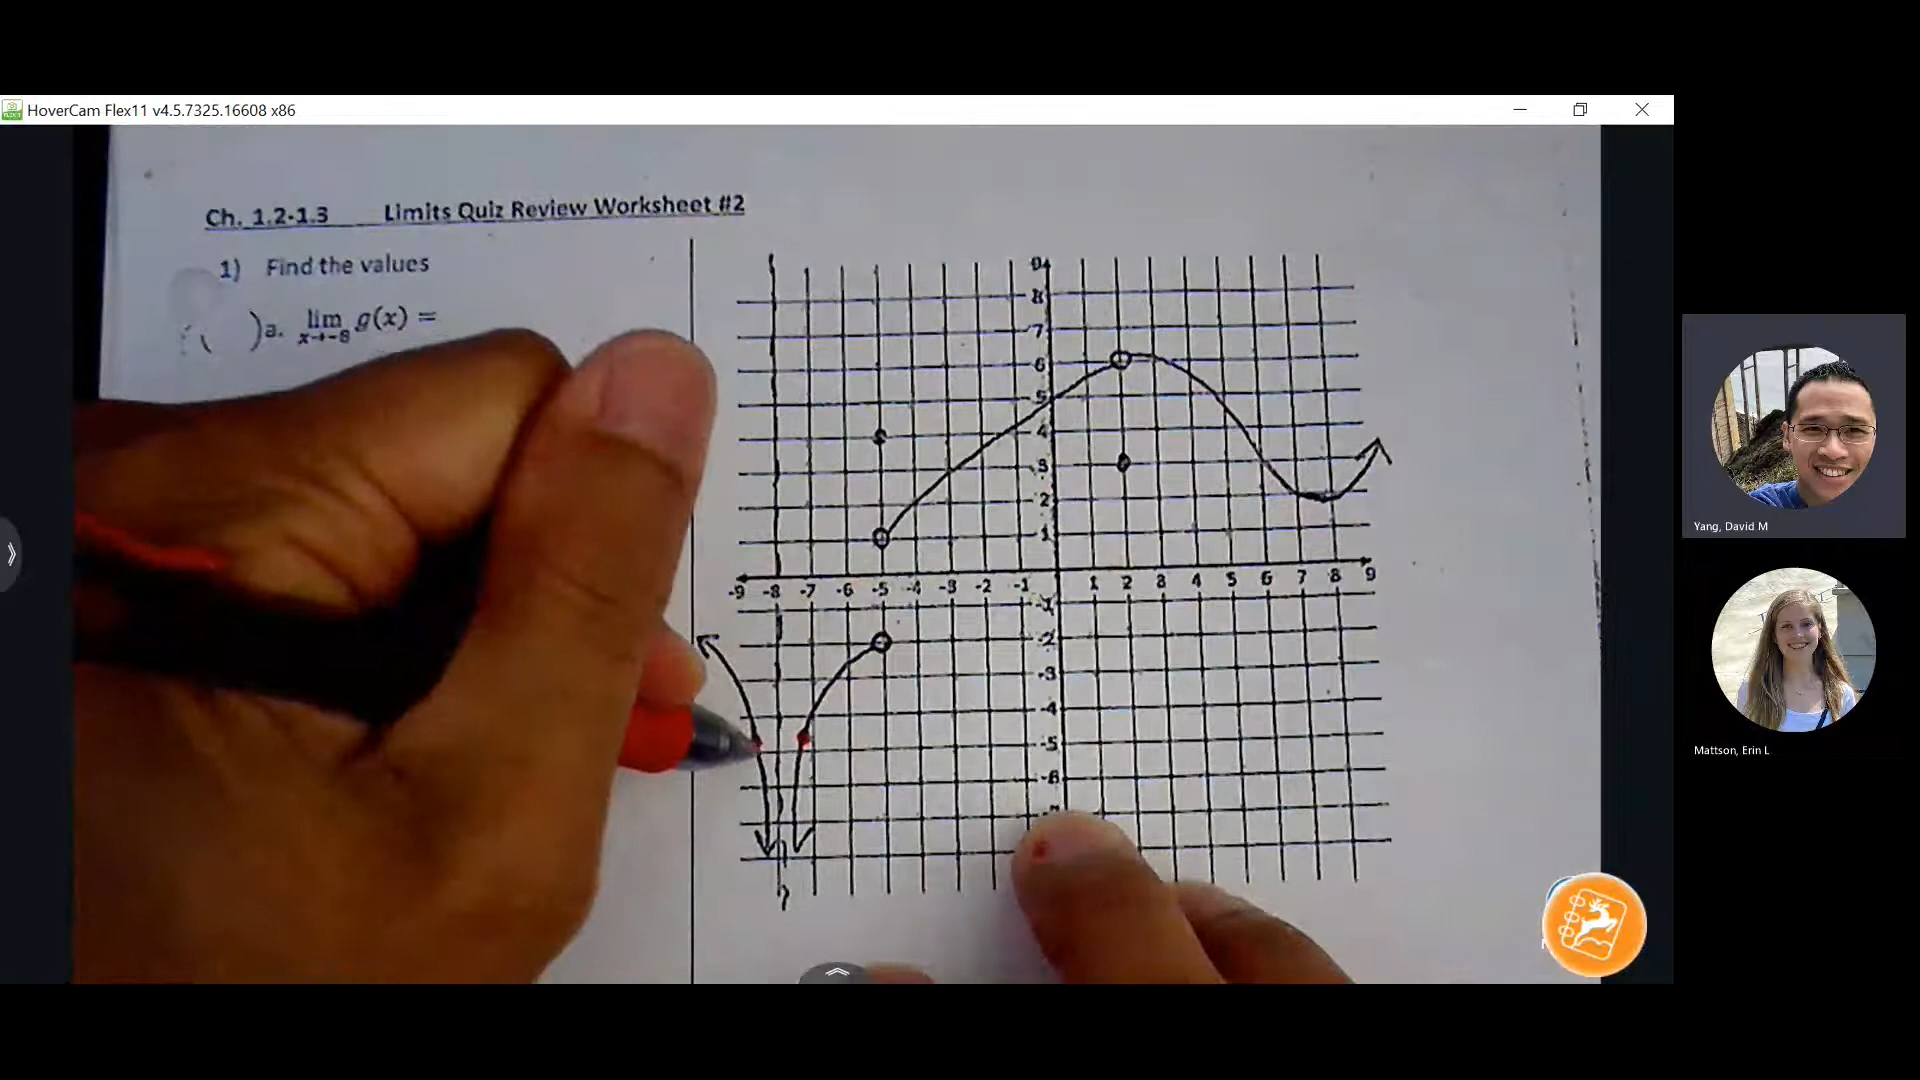 HoverCam Flex11 v4.5.7325.16608 x86
Ch. 1.2-1.3 Limits Quiz Review Worksheet #2
1) Find the values
a. lim x→-8 g(x) =
9
8
7
6
5
4
3
2
1
-9 -8 -7 -6 -5 -4 -3 -2 -1 1 2 3 4 5 6 7 8 9
-1
-2
-3
-4
-5
-6
Yang, David M
Mattson, Erin L